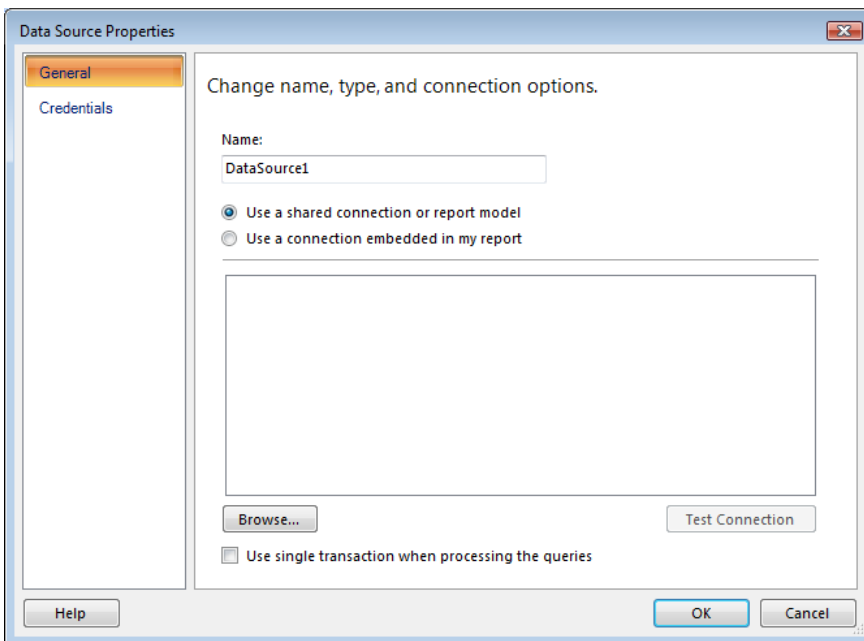 Data Source Properties
General
Credentials
Change name, type, and connection options.
Name:
DataSource1
Use a shared connection or report model
Use a connection embedded in my report
Browse...
Test Connection
Use single transaction when processing the queries
Help
OK
Cancel